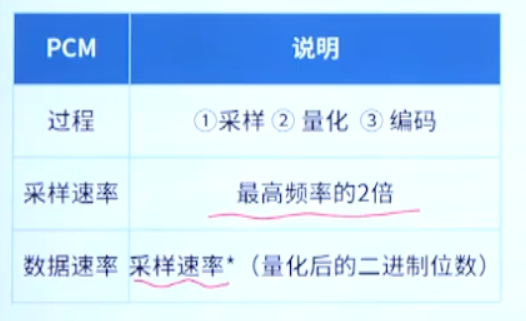 PCM 说明
过程 ①采样 ② 量化 ③ 编码
采样速率 最高频率的2倍
数据速率 采样速率*（量化后的二进制位数）